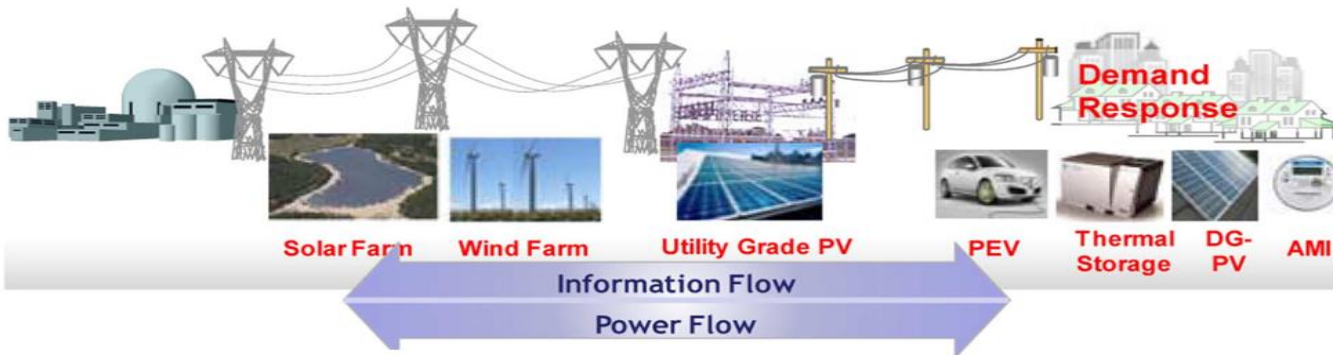 Demand
Response
Solar Farm
Wind Farm
Utility Grade PV
PEV
Thermal
Storage
DG-
PV
AMI
Information Flow
Power Flow